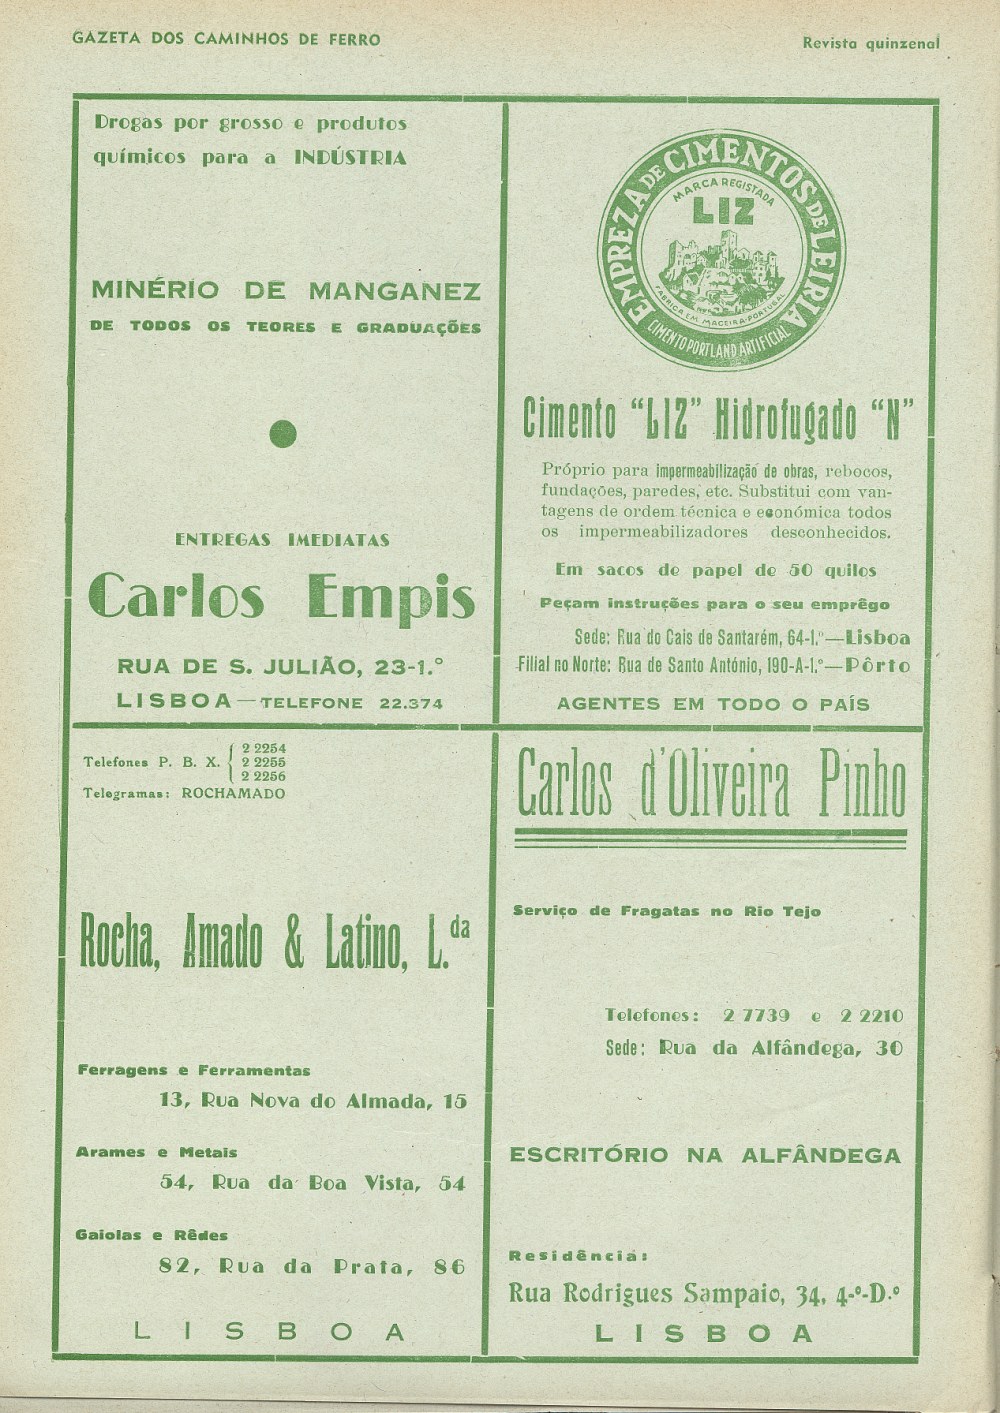 GAZETA DOS CAMINHOS DE FERRO
Revista quinzenal
Drogas por grosso e produtos
químicos para a INDÚSTRIA
MINÉRIO DE MANGANEZ
DE TODOS OS TEORES E GRADUAÇÕES
ENTREGAS IMEDIATAS
Carlos Empis
RUA DE S. JULIÃO, 23-1.º
LISBOA — TELEFONE 22.374
EMPREZA DE CIMENTOS DE LEIRIA
MARCA REGISTADA
LIZ
FABRICA EM MACEIRA-PORTUGAL
CIMENTO PORTLAND ARTIFICIAL
Cimento "LIZ" Hidrofugado "N"
Próprio para impermeabilização de obras, rebocos,
fundações, paredes, etc. Substitui com van-
tagens de ordem técnica e económica todos
os impermeabilizadores desconhecidos.
Em sacos de papel de 50 quilos
Peçam instruções para o seu emprêgo
Sede: Rua do Cais de Santarém, 64-1.º—Lisboa
Filial no Norte: Rua de Santo António, 190-A-1.º—Pôrto
AGENTES EM TODO O PAÍS
Telefones P. B. X. { 2 2254
2 2255
2 2256
Telegramas: ROCHAMADO
Rocha, Amado & Latino, L.da
Ferragens e Ferramentas
13, Rua Nova do Almada, 15
Arames e Metais
54, Rua da Boa Vista, 54
Gaiolas e Rêdes
82, Rua da Prata, 86
LISBOA
Carlos d'Oliveira Pinho
Serviço de Fragatas no Rio Tejo
Telefones: 2 7739 e 2 2210
Sede: Rua da Alfândega, 30
ESCRITÓRIO NA ALFÂNDEGA
Residência:
Rua Rodrigues Sampaio, 34, 4-º-D.º
LISBOA